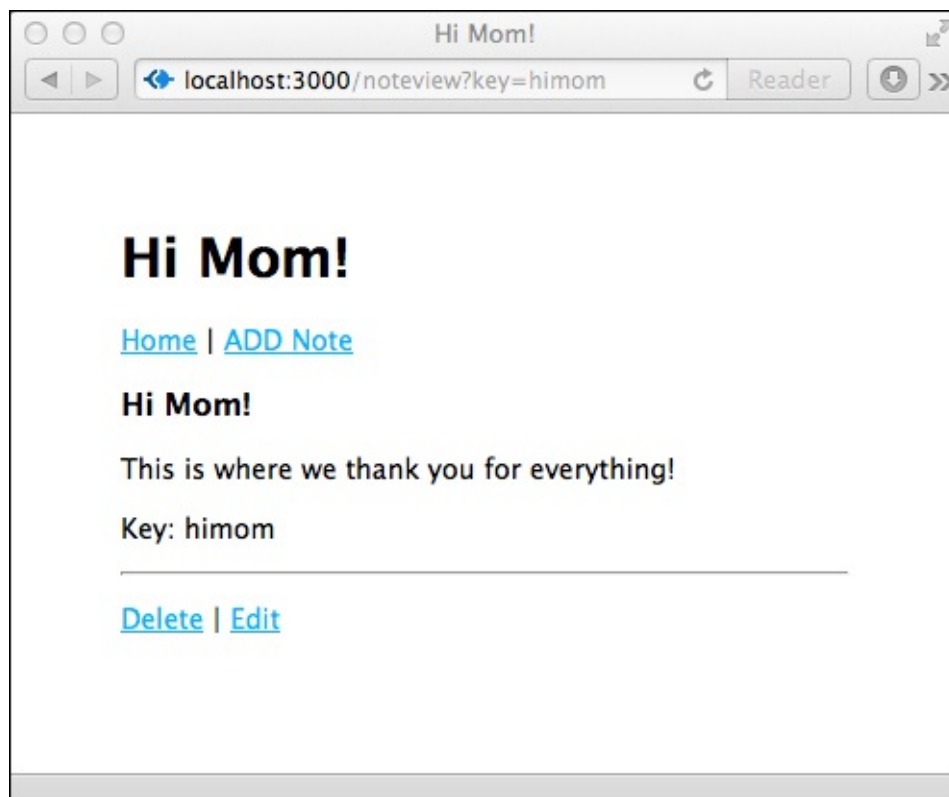 Hi Mom!
localhost:3000/noteview?key=himom
Reader
Hi Mom!
Home | ADD Note
Hi Mom!
This is where we thank you for everything!
Key: himom
Delete | Edit